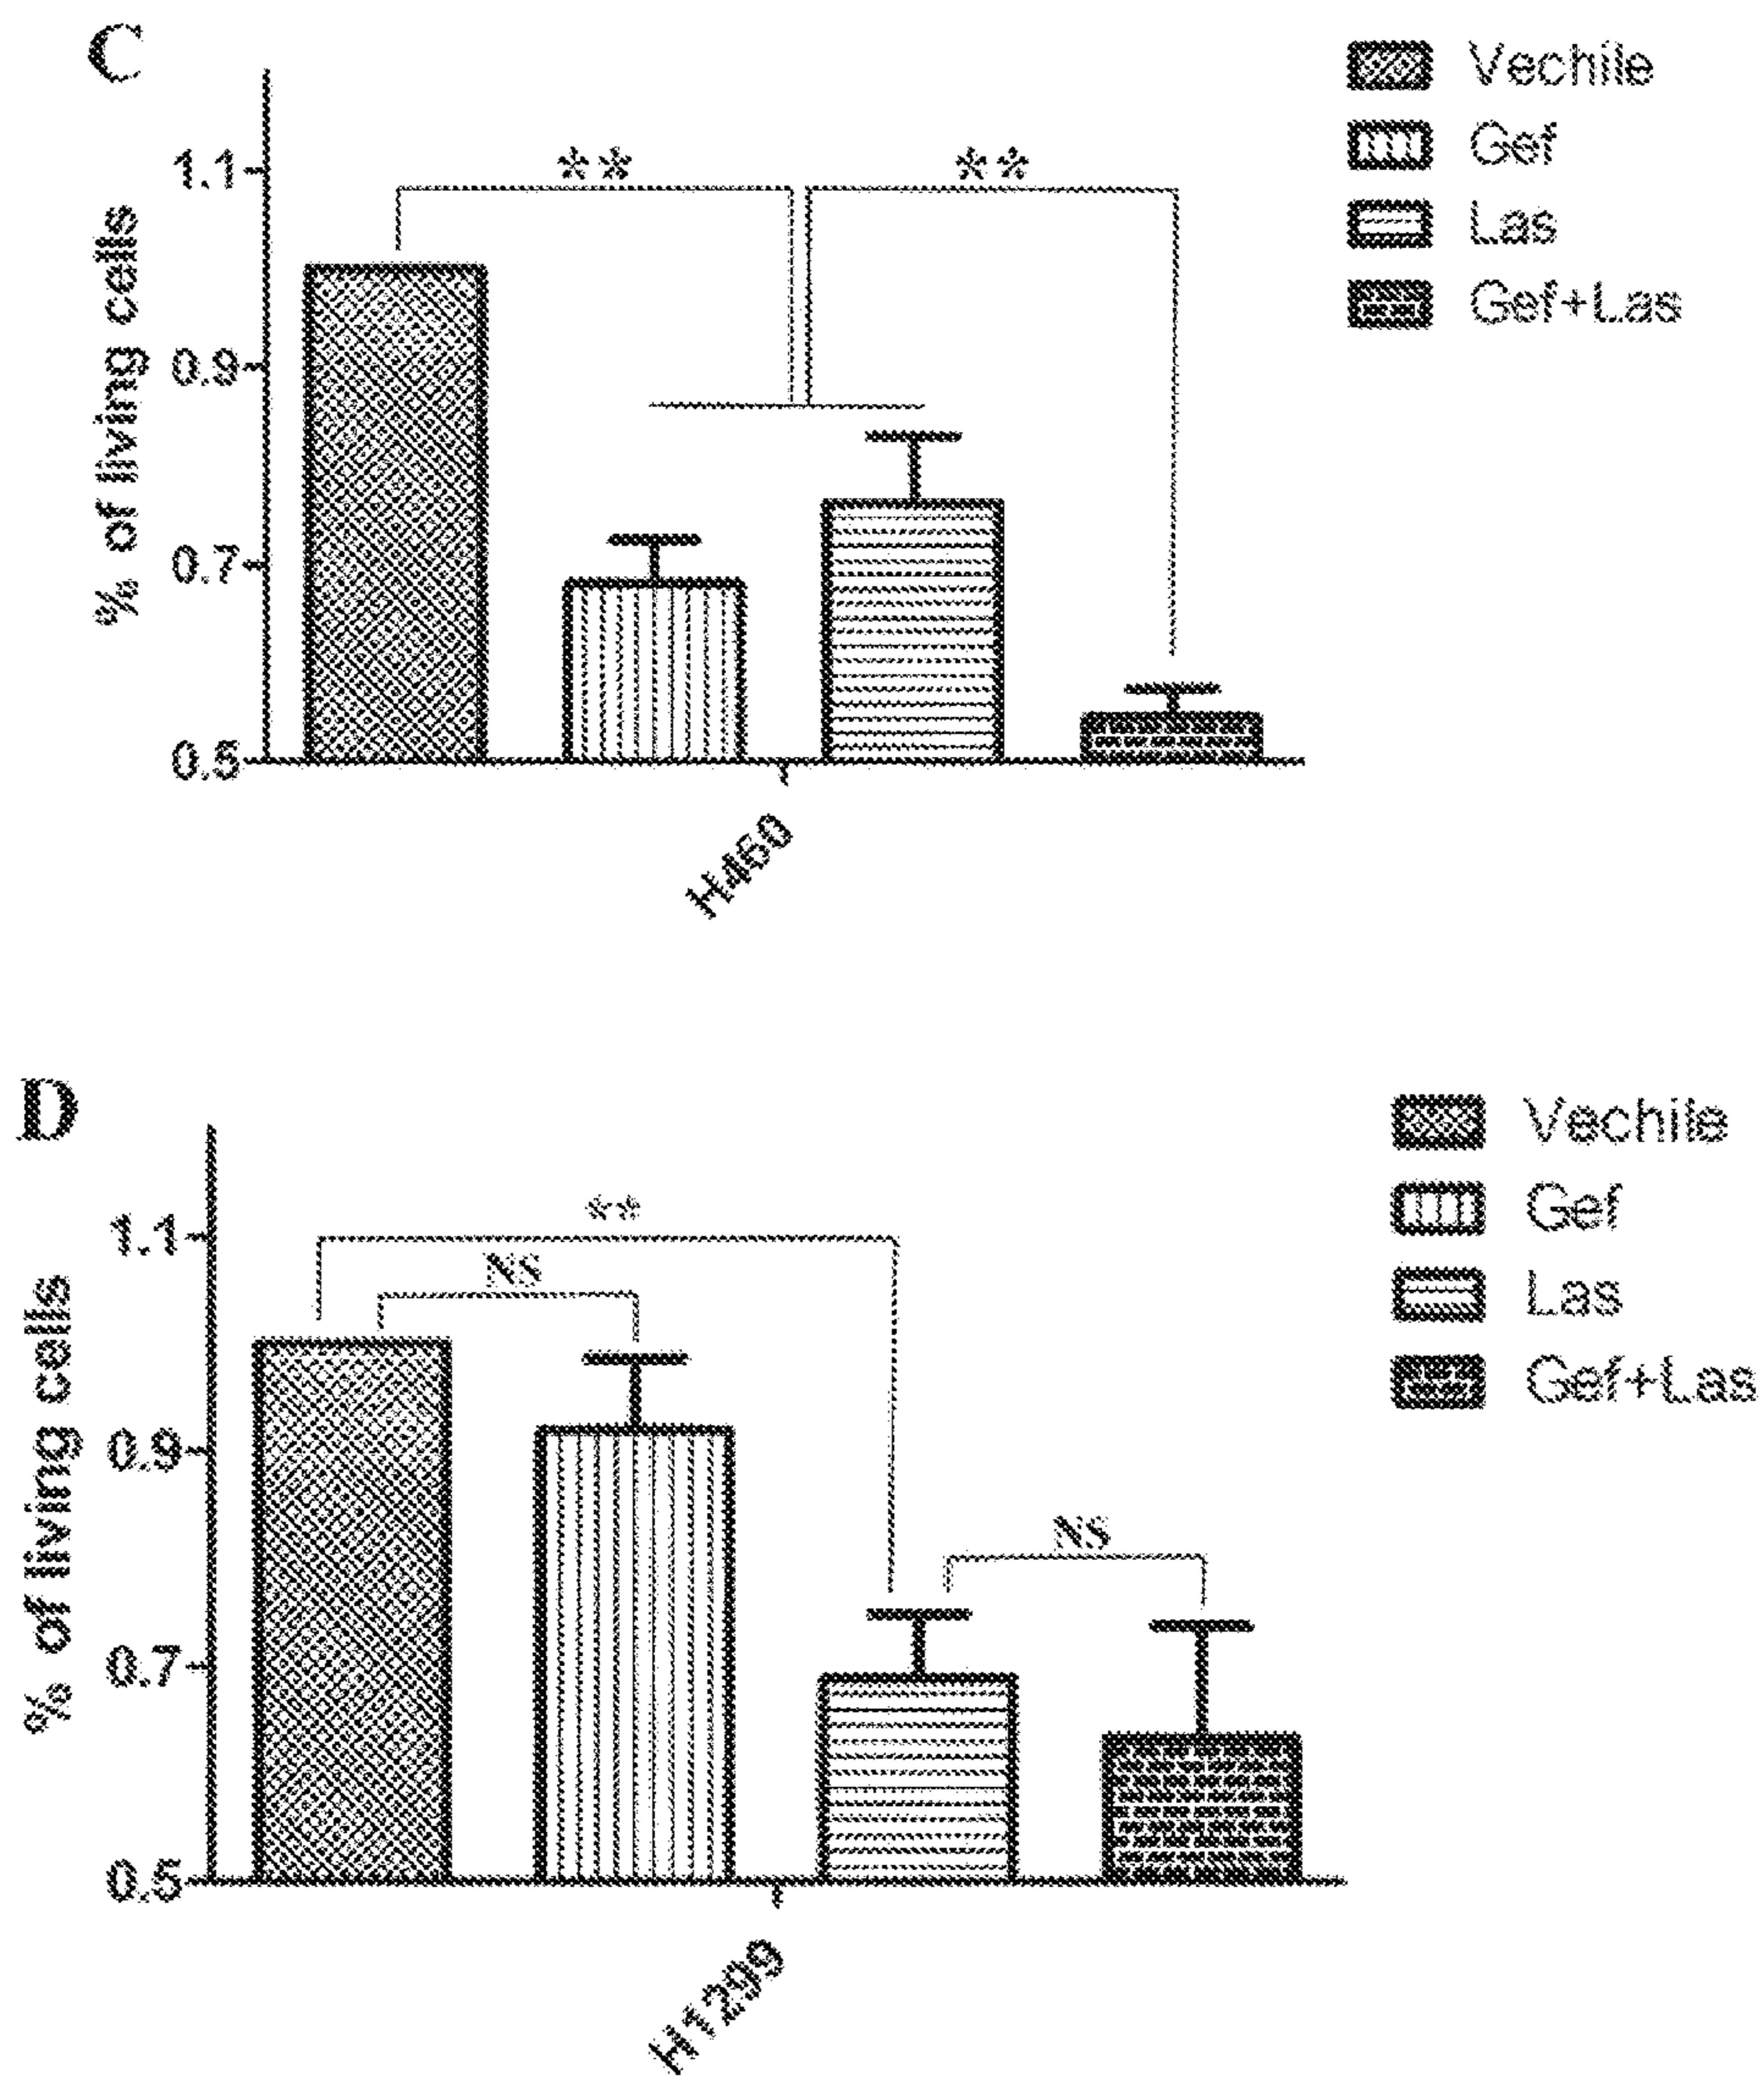 C
Vechile
Gef
Las
Gef+Las
% of living cells
1.1
0.9
0.7
0.5
**
**
H460
D
Vechile
Gef
Las
Gef+Las
% of living cells
1.1
0.9
0.7
0.5
**
NS
NS
H1299